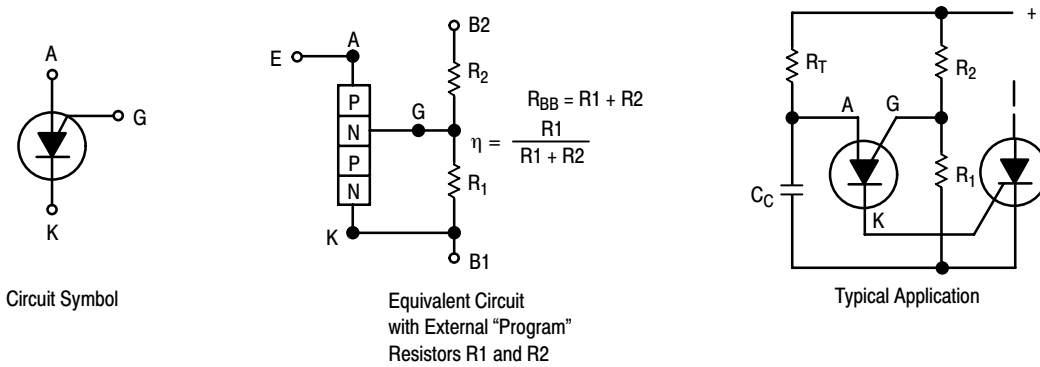 A
G
K
Circuit Symbol
B2
A
E
R2
P
N
P
N
G
RBB = R1 + R2
η = R1
R1 + R2
R1
K
B1
Equivalent Circuit
with External “Program”
Resistors R1 and R2
+
RT
R2
A
G
R1
CC
K
Typical Application